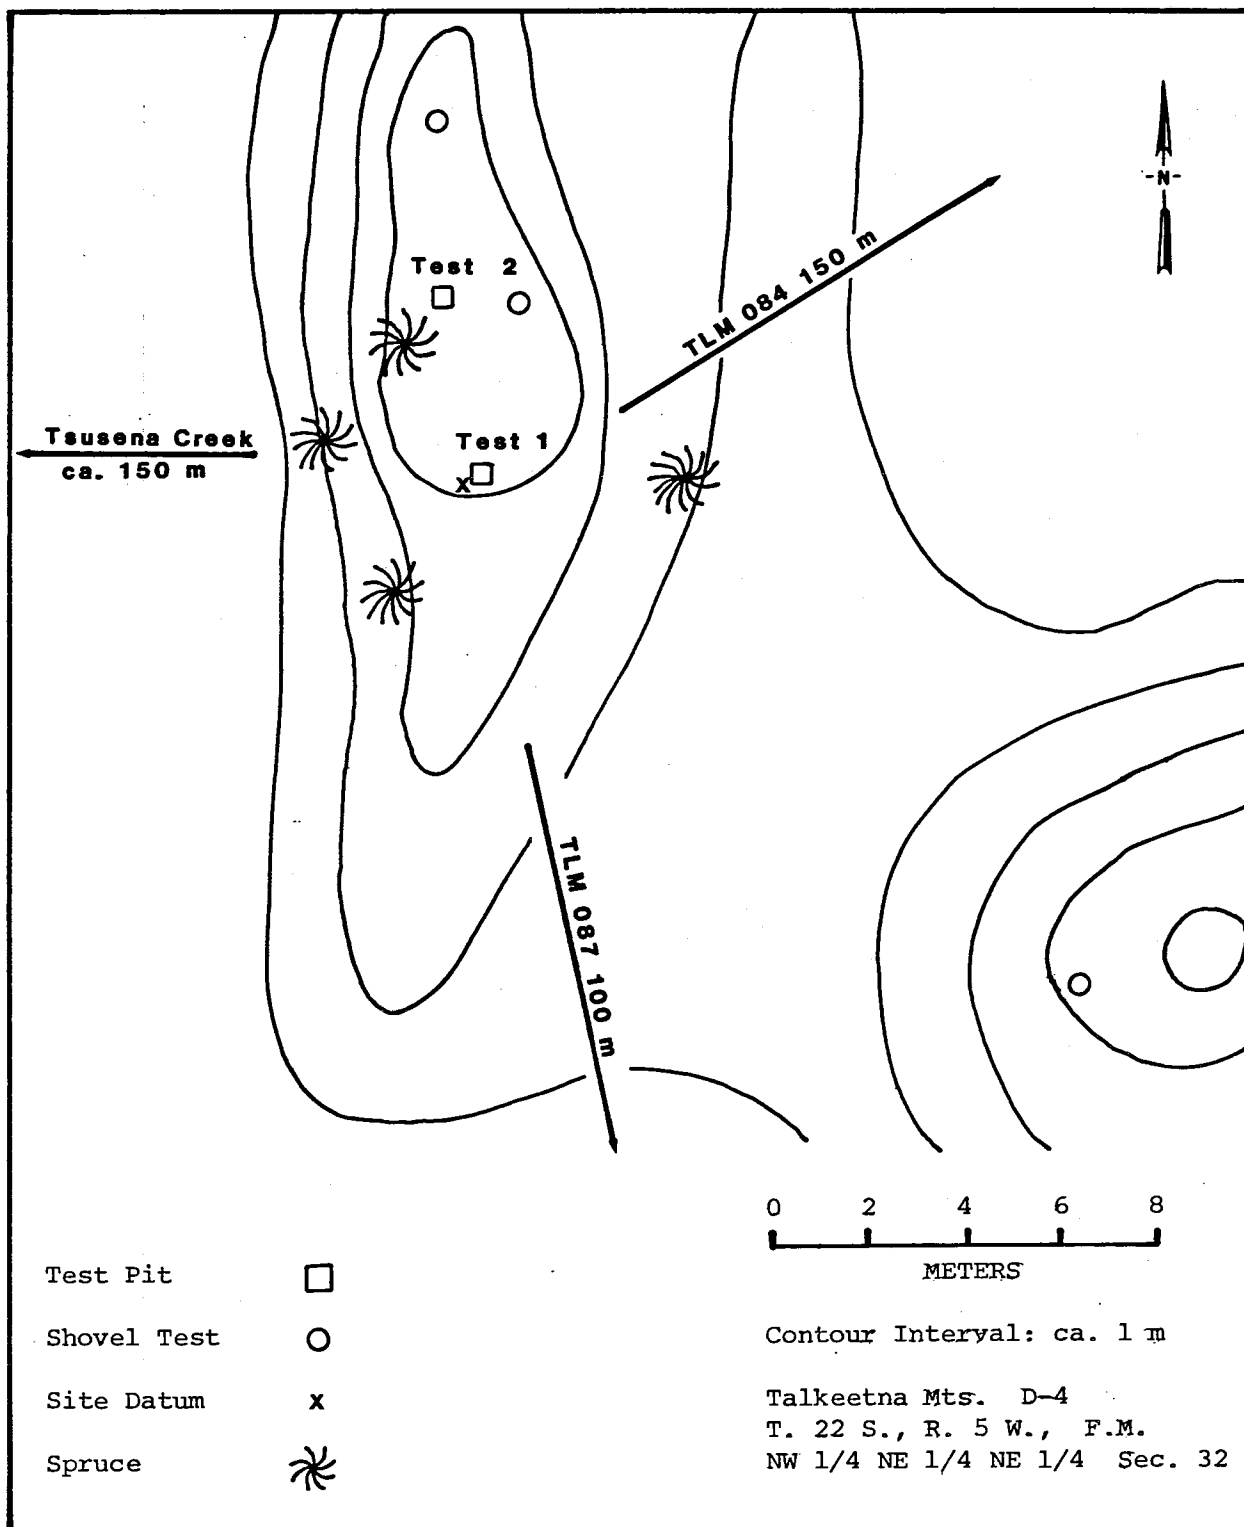 -N-
Test 2
TLM 084 150 m
Tsusena Creek
ca. 150 m
Test 1
x
TLM 087 100 m
0 2 4 6 8
METERS
Test Pit
Shovel Test
Site Datum x
Spruce
Contour Interval: ca. 1 m
Talkeetna Mts. D-4
T. 22 S., R. 5 W., F.M.
NW 1/4 NE 1/4 NE 1/4 Sec. 32